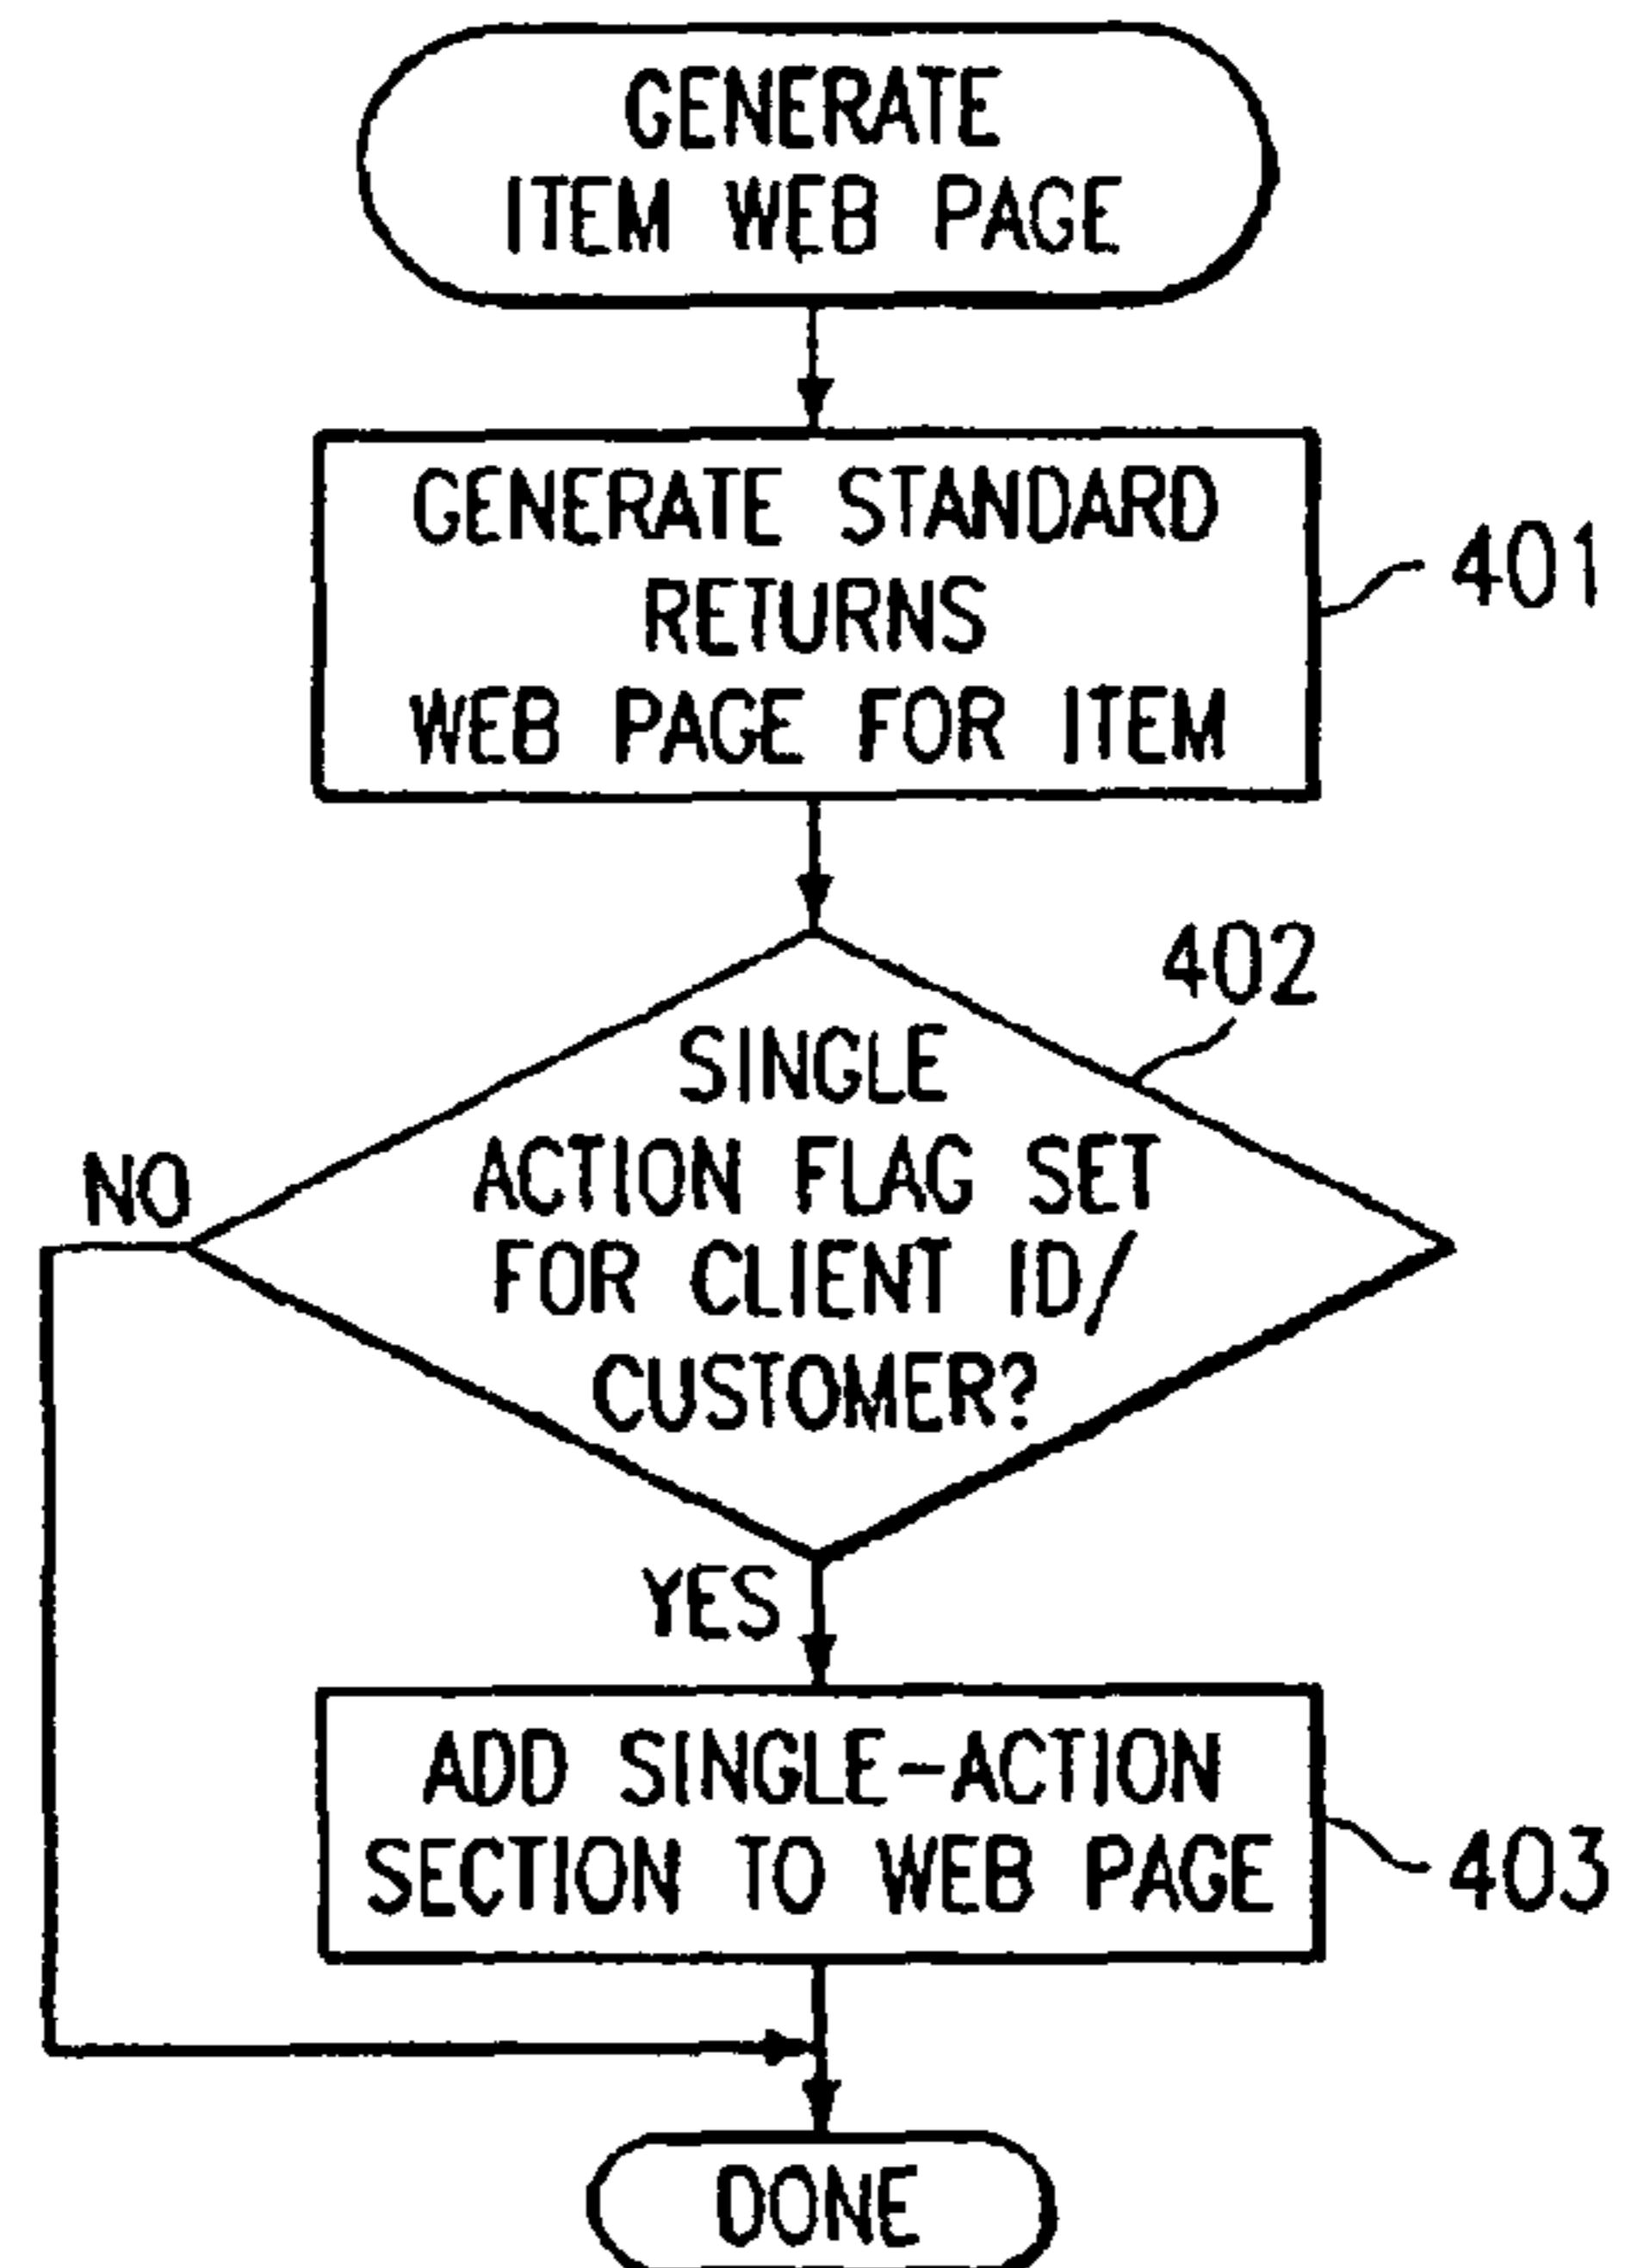 GENERATE
ITEM WEB PAGE
GENERATE STANDARD
RETURNS
WEB PAGE FOR ITEM
401
402
SINGLE
ACTION FLAG SET
FOR CLIENT ID/
CUSTOMER?
NO
YES
ADD SINGLE-ACTION
SECTION TO WEB PAGE
403
DONE